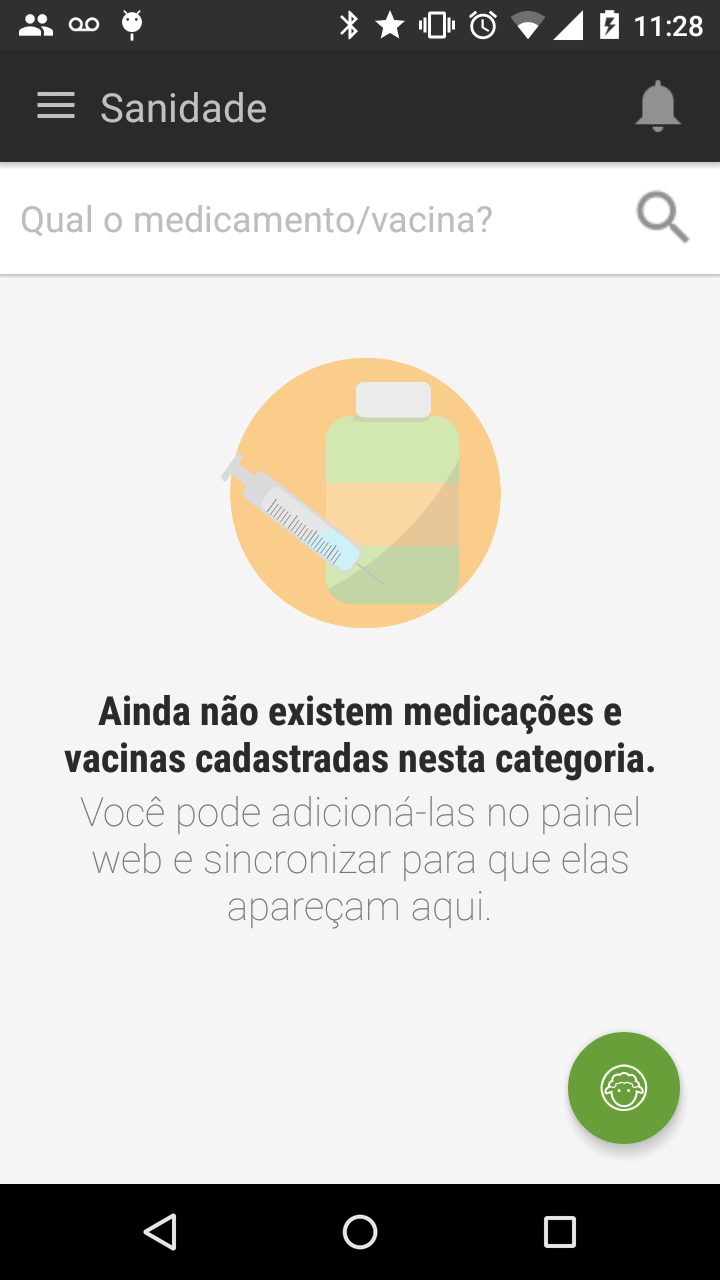 11:28
Sanidade
Qual o medicamento/vacina?
Ainda não existem medicações e
vacinas cadastradas nesta categoria.
Você pode adicioná-las no painel
web e sincronizar para que elas
apareçam aqui.